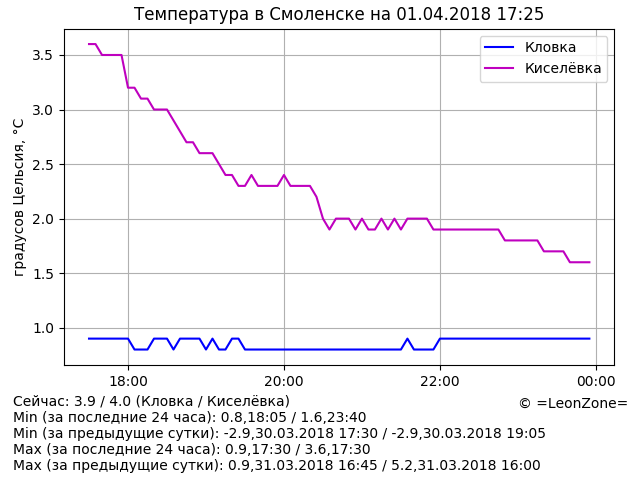 Температура в Смоленске на 01.04.2018 17:25
Кловка
Киселёвка
градусов Цельсия, °C
3.5
3.0
2.5
2.0
1.5
1.0
18:00 20:00 22:00 00:00
Сейчас: 3.9 / 4.0 (Кловка / Киселёвка)
© =LeonZone=
Min (за последние 24 часа): 0.8,18:05 / 1.6,23:40
Min (за предыдущие сутки): -2.9,30.03.2018 17:30 / -2.9,30.03.2018 19:05
Max (за последние 24 часа): 0.9,17:30 / 3.6,17:30
Max (за предыдущие сутки): 0.9,31.03.2018 16:45 / 5.2,31.03.2018 16:00